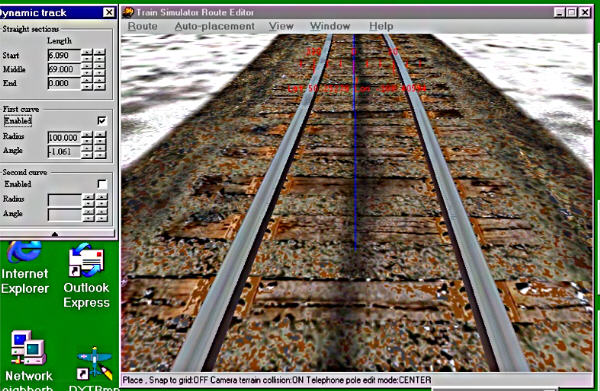 Dynamic track
Straight sections
Length
Start 6.090
Middle 69.000
End 0.000
First curve
Enabled
Radius 100.000
Angle -1.061
Second curve
Enabled
Radius
Angle
Internet
Explorer
Outlook
Express
Network
Train Simulator Route Editor
Route Auto-placement View Window Help
Place , Snap to grid:OFF Camera terrain collision:ON Telephone pole edit mode:CENTER